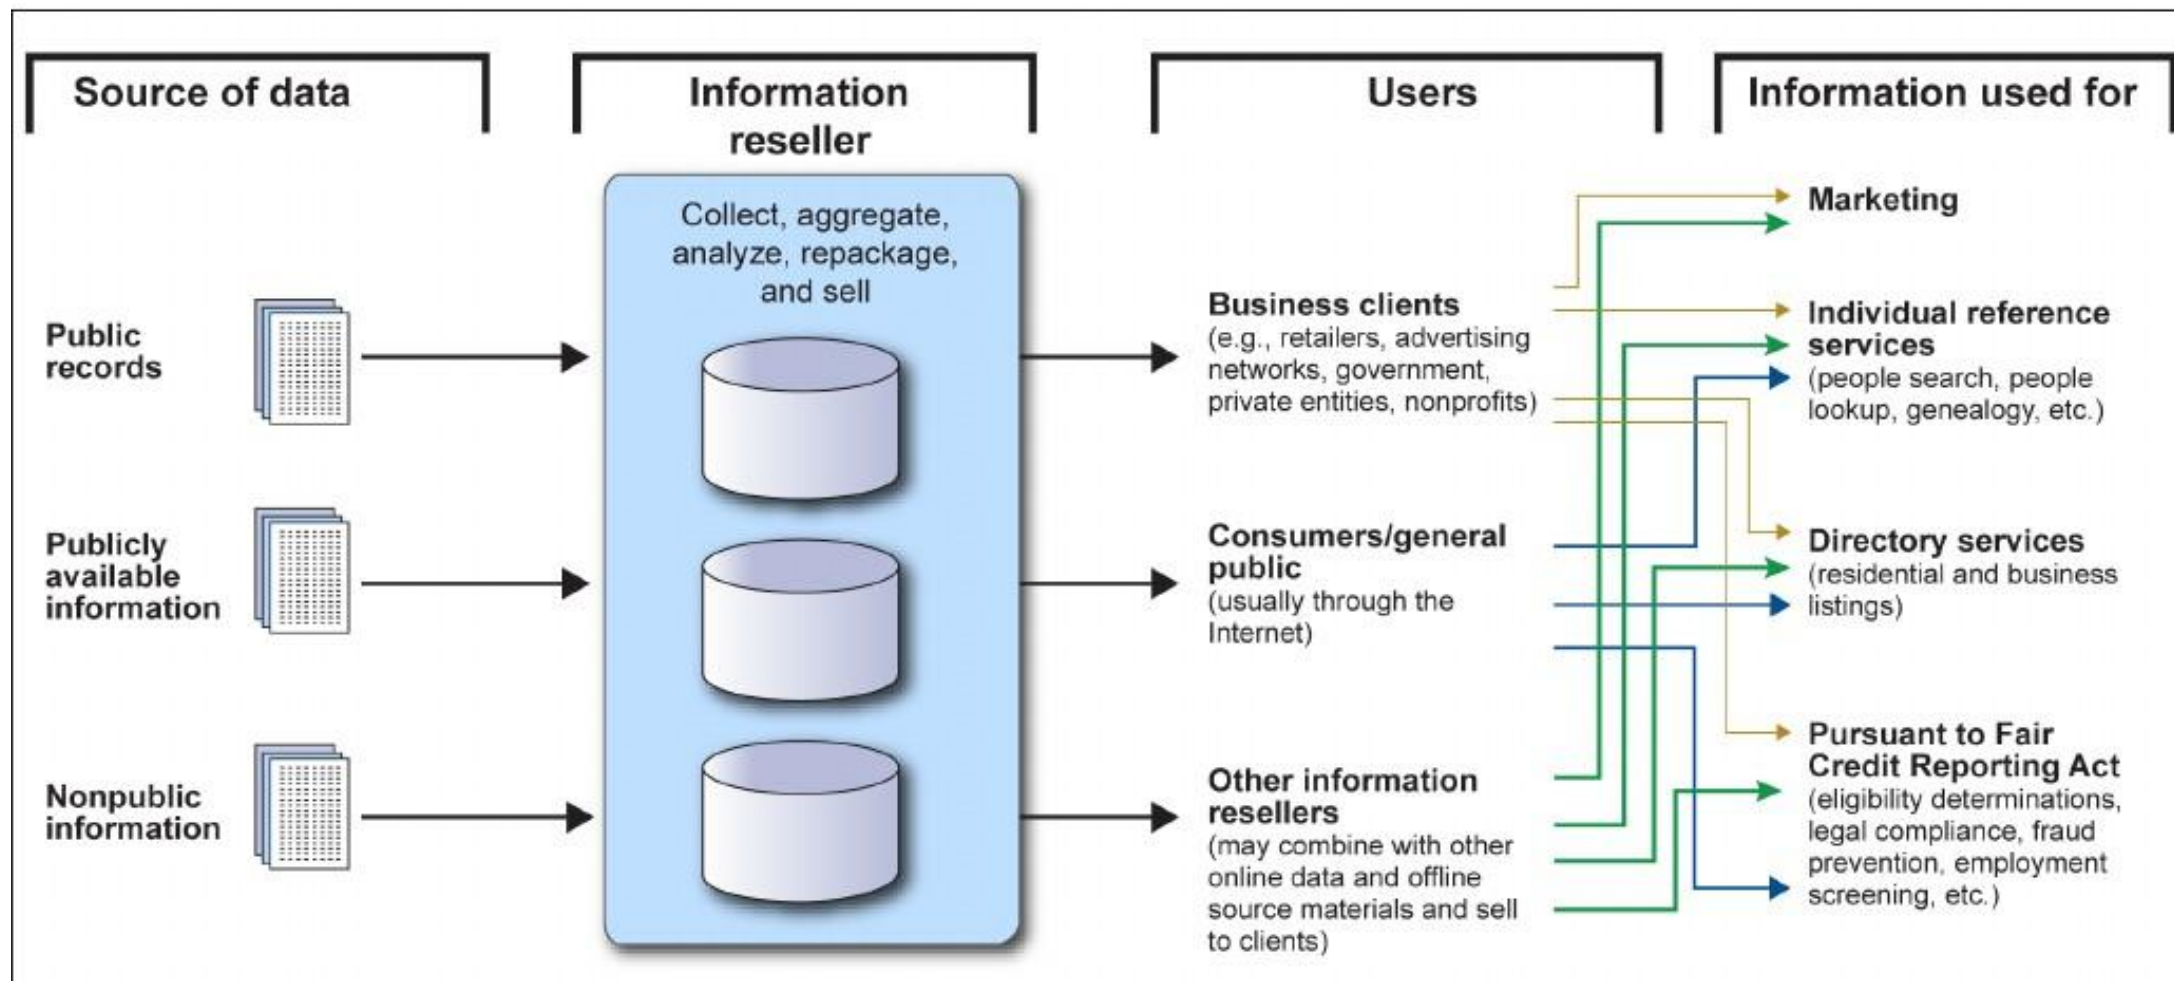 Source of data
Information
reseller
Users
Information used for
Public
records
Publicly
available
information
Nonpublic
information
Collect, aggregate,
analyze, repackage,
and sell
Business clients
(e.g., retailers, advertising
networks, government,
private entities, nonprofits)
Consumers/general
public
(usually through the
Internet)
Other information
resellers
(may combine with other
online data and offline
source materials and sell
to clients)
Marketing
Individual reference
services
(people search, people
lookup, genealogy, etc.)
Directory services
(residential and business
listings)
Pursuant to Fair
Credit Reporting Act
(eligibility determinations,
legal compliance, fraud
prevention, employment
screening, etc.)